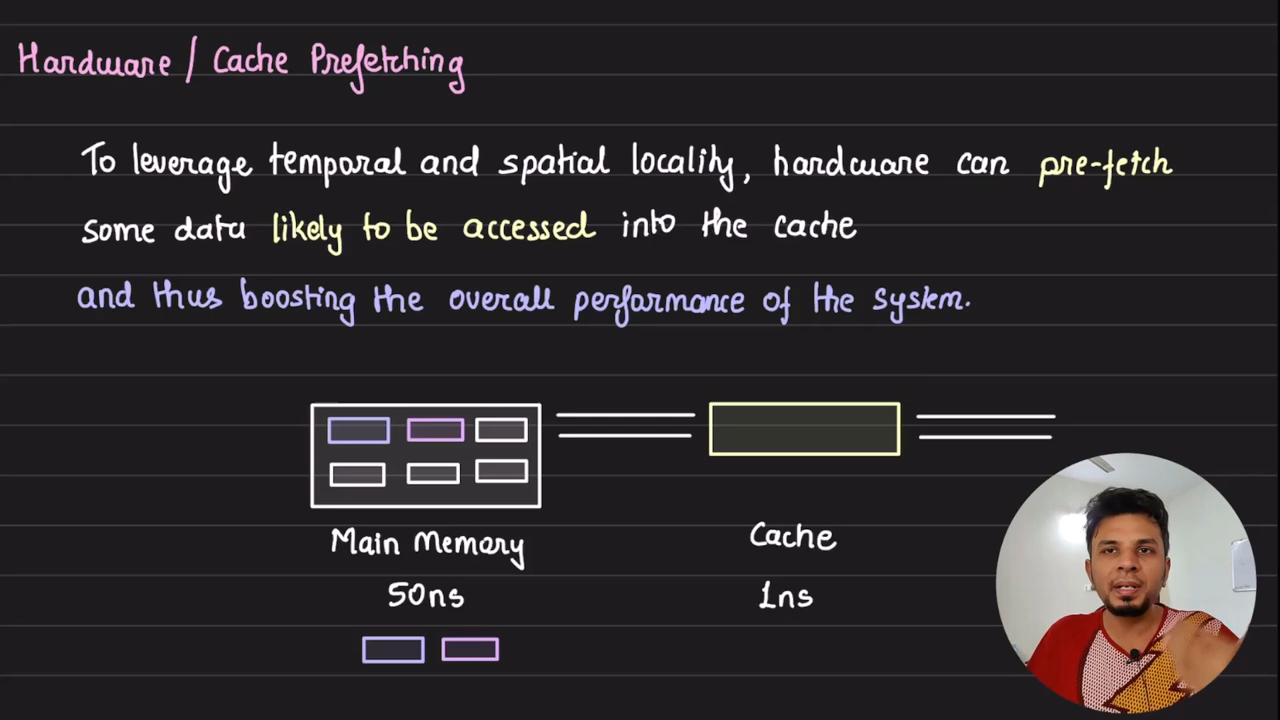 Hardware / Cache Prefetching
To leverage temporal and spatial locality, hardware can pre-fetch
some data likely to be accessed into the cache
and thus boosting the overall performance of the system.
Main Memory
Cache
50ns
1ns